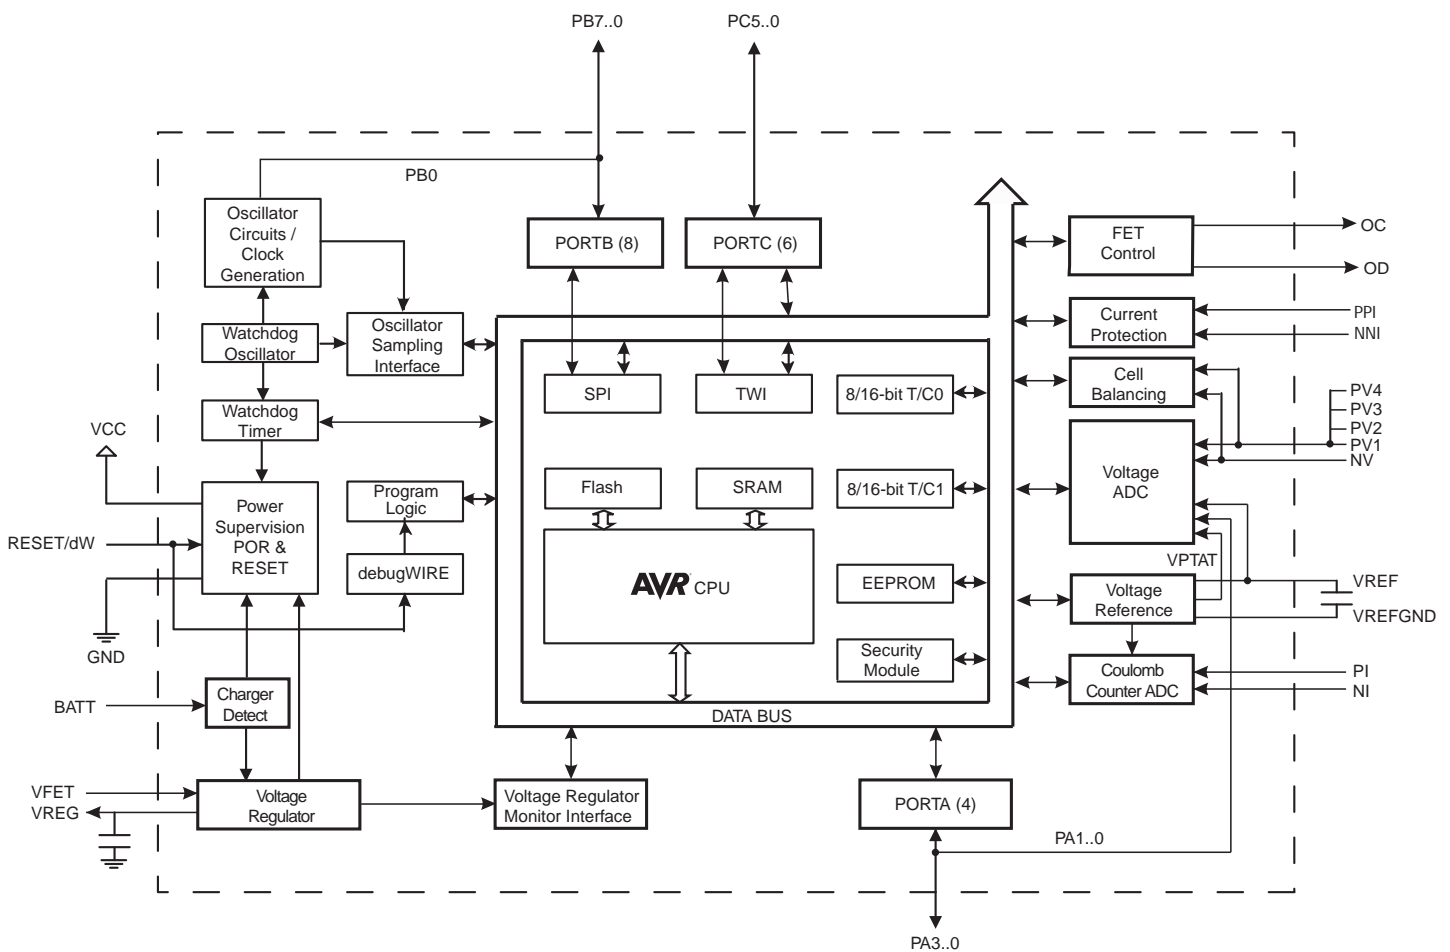 PB7..0
PC5..0
PB0
Oscillator
Circuits /
Clock
Generation
PORTB (8)
PORTC (6)
FET
Control
OC
OD
Watchdog
Oscillator
Oscillator
Sampling
Interface
Current
Protection
PPI
NNI
SPI
TWI
8/16-bit T/C0
Cell
Balancing
PV4
PV3
PV2
PV1
NV
Watchdog
Timer
VCC
Voltage
ADC
Program
Logic
Flash
SRAM
8/16-bit T/C1
Power
Supervision
POR &
RESET
RESET/dW
debugWIRE
AVR CPU
EEPROM
VPTAT
Voltage
Reference
VREF
VREFGND
GND
Security
Module
Coulomb
Counter ADC
PI
NI
Charger
Detect
BATT
DATA BUS
VFET
VREG
Voltage
Regulator
Voltage Regulator
Monitor Interface
PORTA (4)
PA1..0
PA3..0